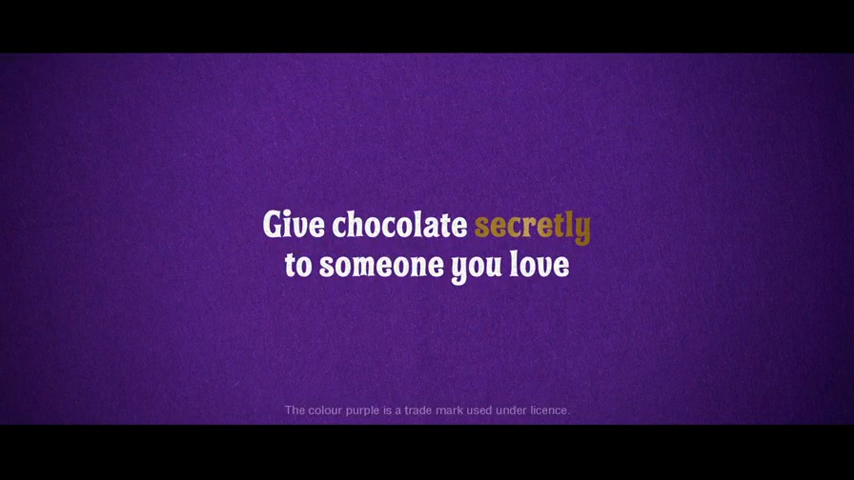 Give chocolate secretly
to someone you love
The colour purple is a trade mark used under licence.